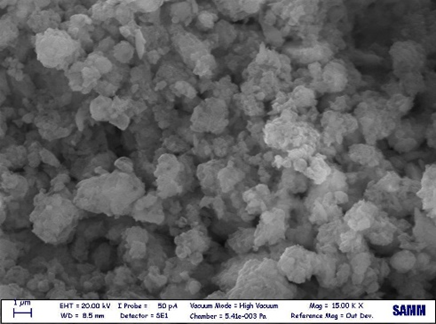 1 µm
EHT = 20.00 kV I Probe = 50 pA Vacuum Mode = High Vacuum Mag = 15.00 K X SAMM
WD = 8.5 mm Detector = SE1 Chamber = 5.41e-003 Pa Reference Mag = Out Dev.